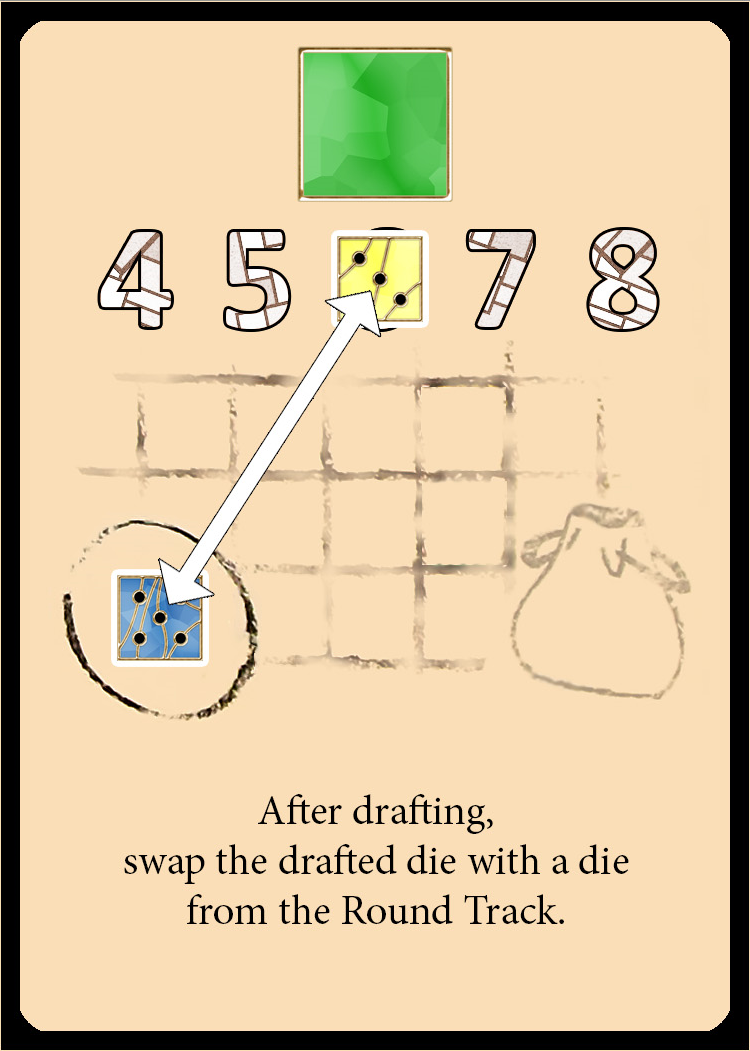 4 5 7 8
After drafting,
swap the drafted die with a die
from the Round Track.